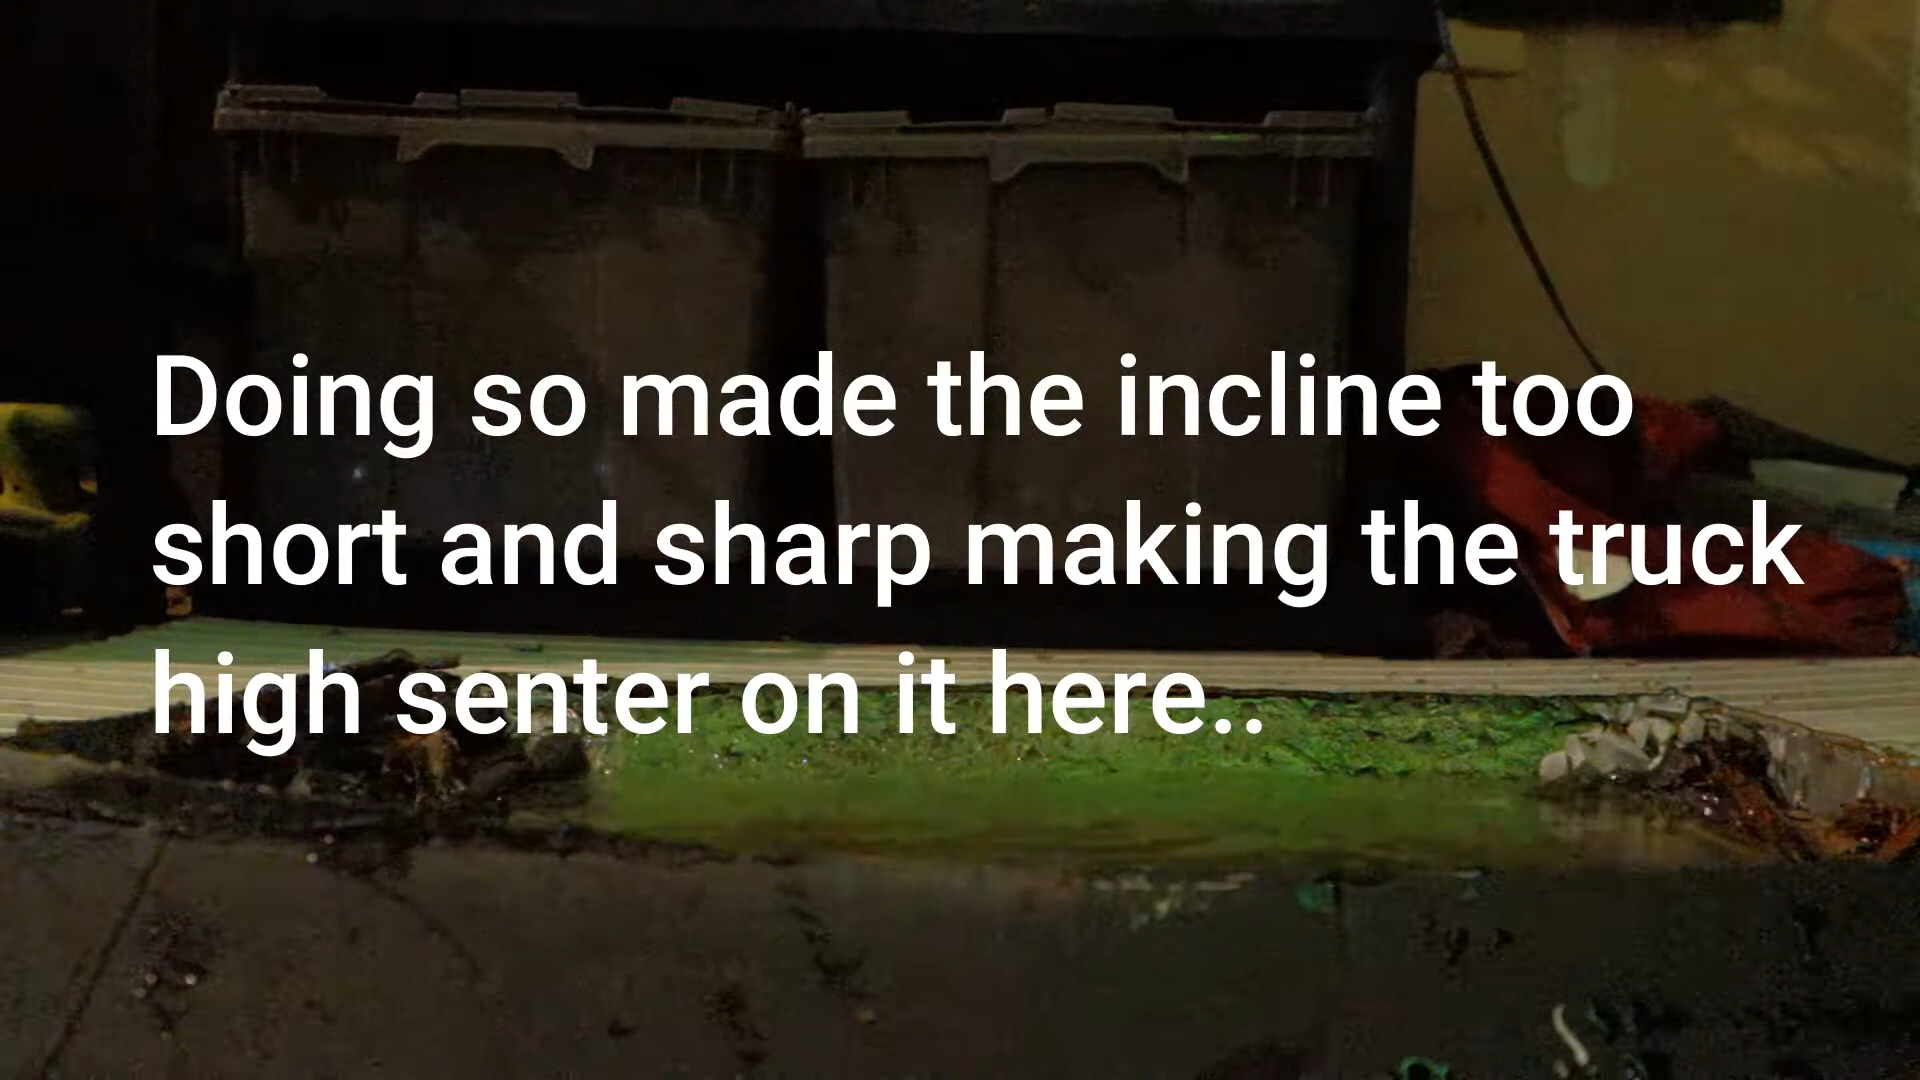 Doing so made the incline too
short and sharp making the truck
high senter on it here..